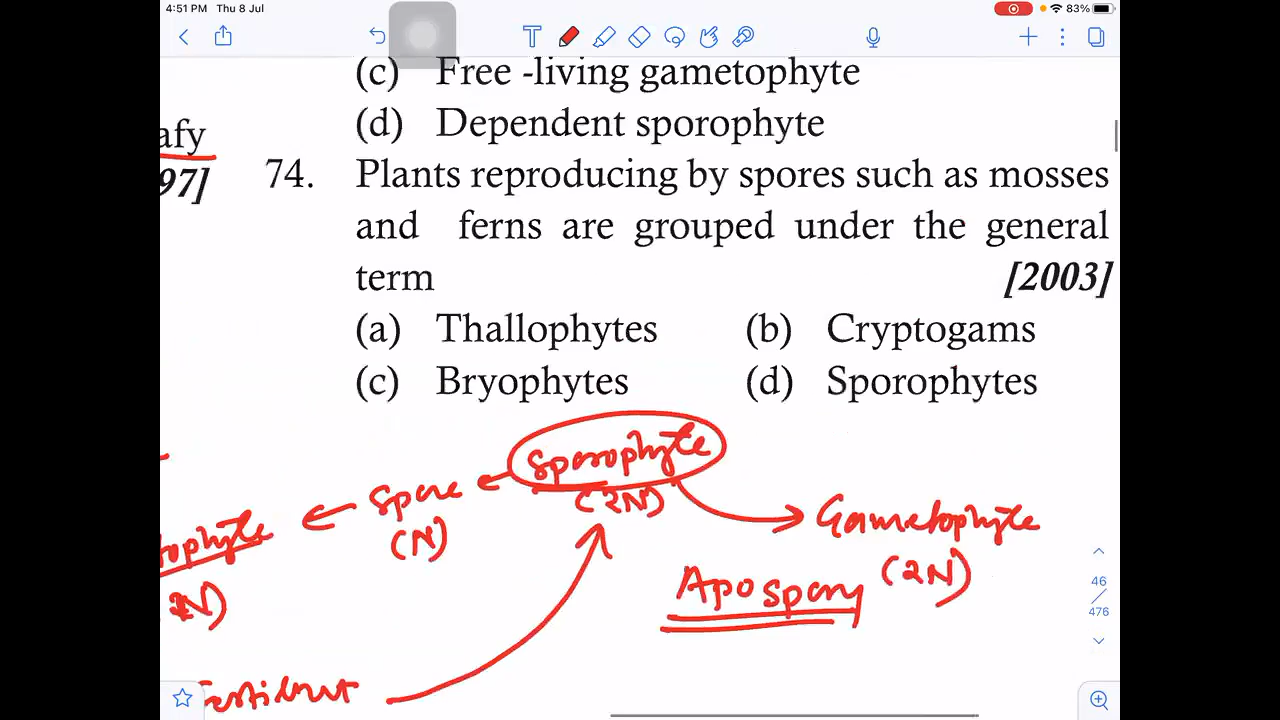 4:51 PM Thu 8 Jul
83%
T
(c) Free -living gametophyte
(d) Dependent sporophyte
afy
97]
74. Plants reproducing by spores such as mosses
and ferns are grouped under the general
term [2003]
(a) Thallophytes (b) Cryptogams
(c) Bryophytes (d) Sporophytes
Sporophyte
(2N)
Spore
(N)
tophyte
N)
Gametophyte
(2N)
Apospory
46
476